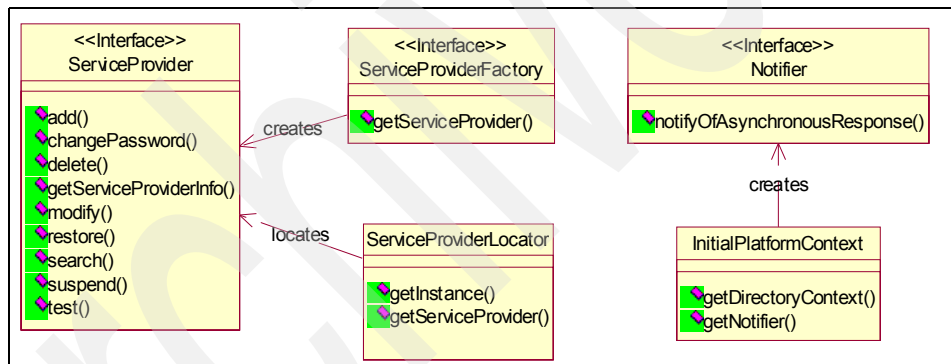 <<Interface>>
ServiceProvider
add()
changePassword()
delete()
getServiceProviderInfo()
modify()
restore()
search()
suspend()
test()
creates
locates
<<Interface>>
ServiceProviderFactory
getServiceProvider()
ServiceProviderLocator
getInstance()
getServiceProvider()
<<Interface>>
Notifier
notifyOfAsynchronousResponse()
creates
InitialPlatformContext
getDirectoryContext()
getNotifier()